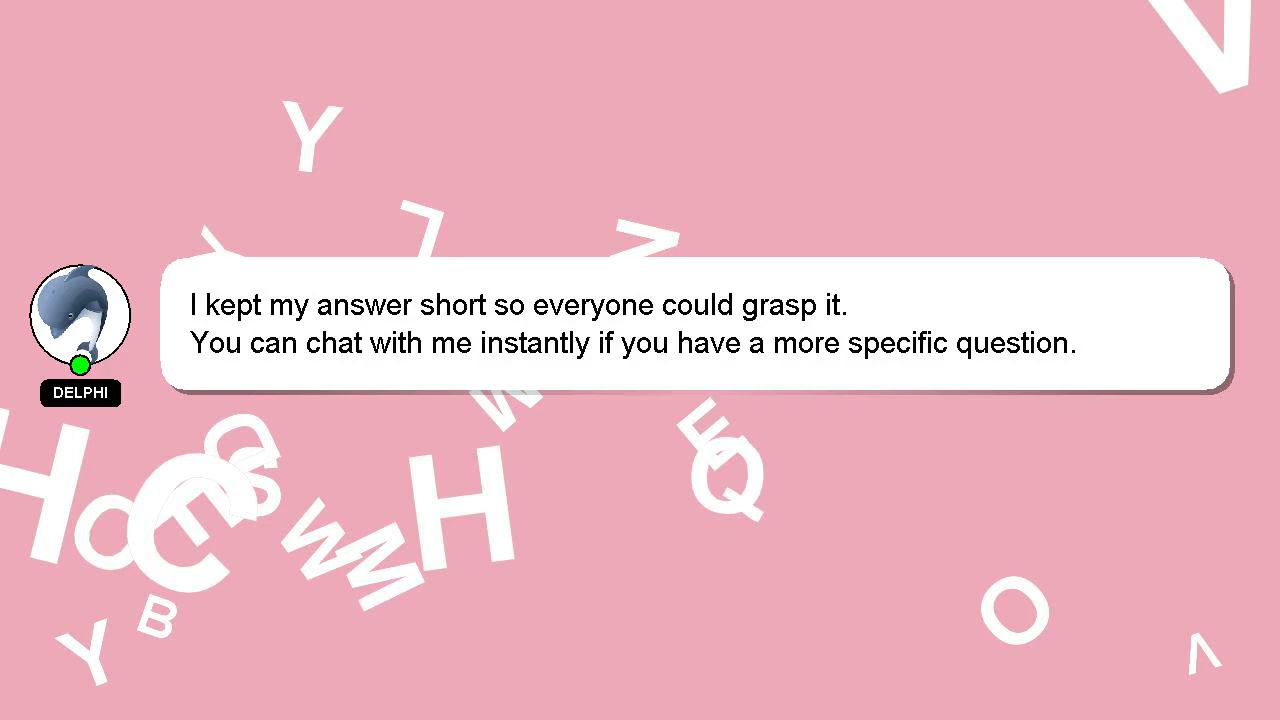 V
Y
L
Y
Z
I kept my answer short so everyone could grasp it.
You can chat with me instantly if you have a more specific question.
DELPHI
W
E
Q
H
D
S
C
O
H
W
M
B
Y
O
V